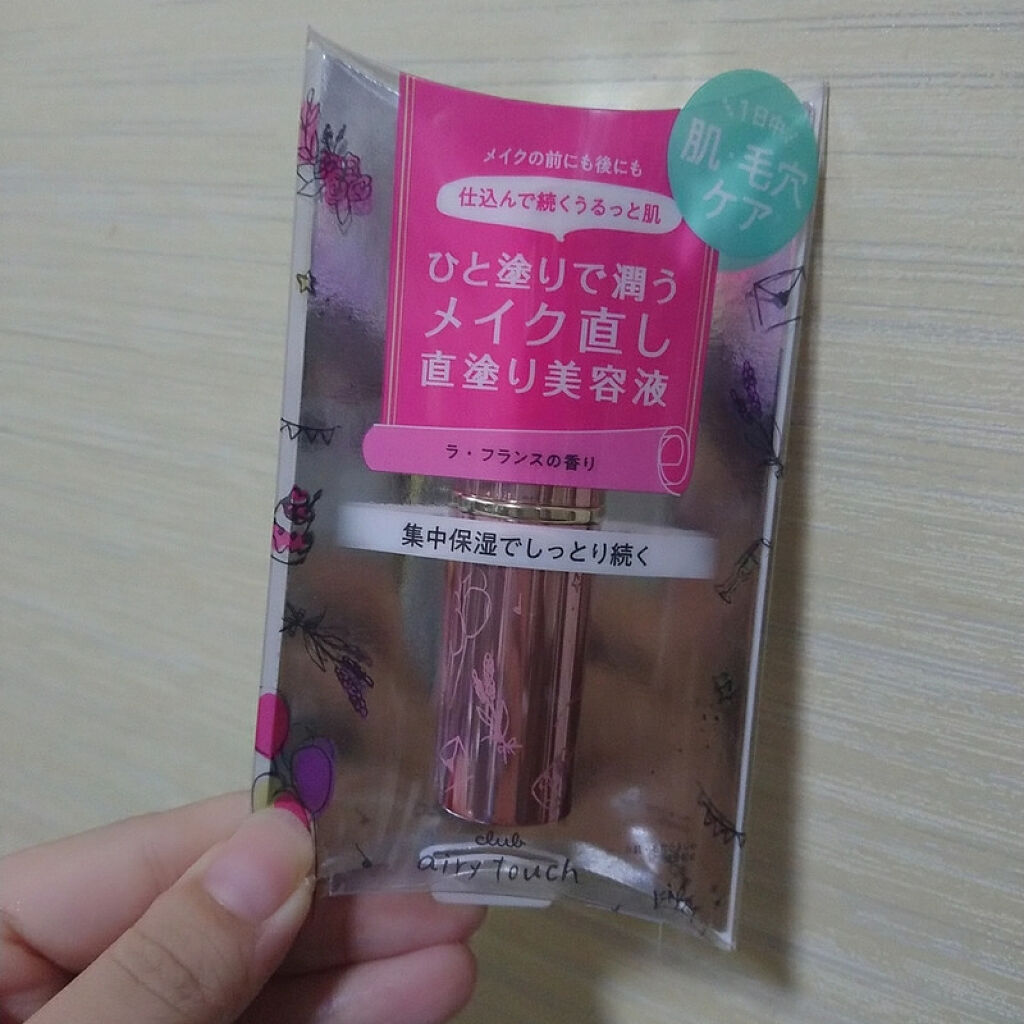 メイクの前にも後にも
仕込んで続くうるっと肌
ひと塗りで潤う
メイク直し
直塗り美容液
ラ・フランスの香り
1日中
肌・毛穴
ケア
集中保湿でしっとり続く
club
airy touch